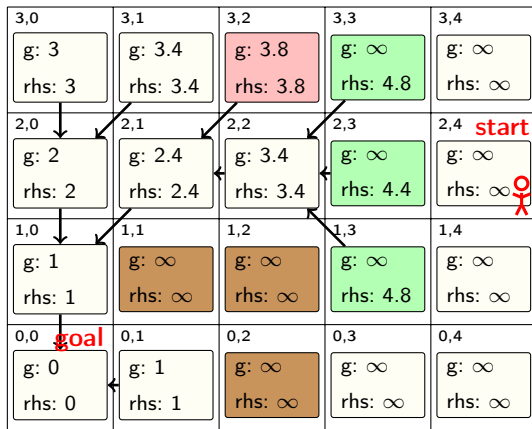 3,0 3,1 3,2 3,3 3,4
g: 3 g: 3.4 g: 3.8 g: ∞ g: ∞
rhs: 3 rhs: 3.4 rhs: 3.8 rhs: 4.8 rhs: ∞
2,0 2,1 2,2 2,3 2,4 start
g: 2 g: 2.4 g: 3.4 g: ∞ g: ∞
rhs: 2 rhs: 2.4 rhs: 3.4 rhs: 4.4 rhs: ∞
1,0 1,1 1,2 1,3 1,4
g: 1 g: ∞ g: ∞ g: ∞ g: ∞
rhs: 1 rhs: ∞ rhs: ∞ rhs: 4.8 rhs: ∞
0,0 goal 0,1 0,2 0,3 0,4
g: 0 g: 1 g: ∞ g: ∞ g: ∞
rhs: 0 rhs: 1 rhs: ∞ rhs: ∞ rhs: ∞